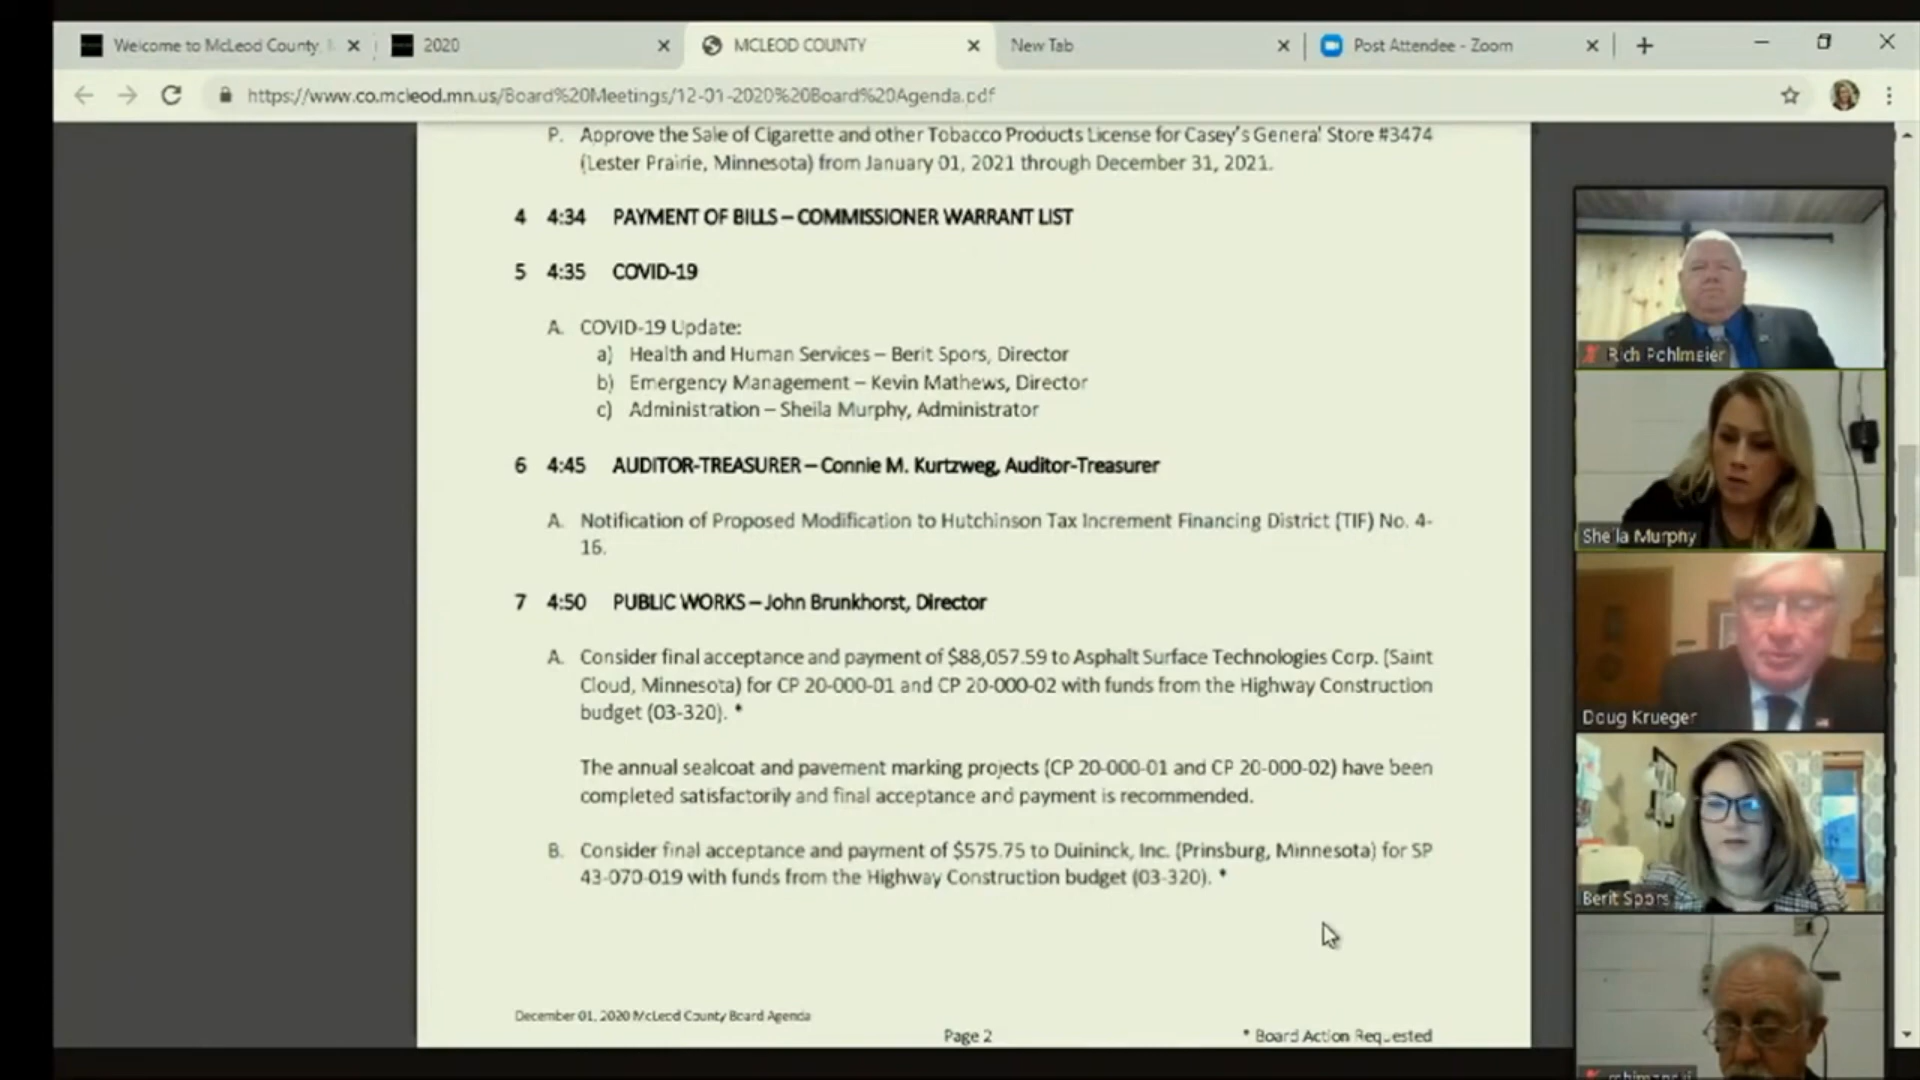 Welcome to McLeod County,
2020
MCLEOD COUNTY
New Tab
Post Attendee - Zoom
https://www.co.mcleod.mn.us/Board%20Meetings/12-01-2020%20Board%20Agenda.pdf
P. Approve the Sale of Cigarette and other Tobacco Products License for Casey's General Store #3474
(Lester Prairie, Minnesota) from January 01, 2021 through December 31, 2021.
4 4:34 PAYMENT OF BILLS – COMMISSIONER WARRANT LIST
5 4:35 COVID-19
A. COVID-19 Update:
a) Health and Human Services – Berit Spors, Director
b) Emergency Management – Kevin Mathews, Director
c) Administration – Sheila Murphy, Administrator
6 4:45 AUDITOR-TREASURER – Connie M. Kurtzweg, Auditor-Treasurer
A. Notification of Proposed Modification to Hutchinson Tax Increment Financing District (TIF) No. 4-
16.
7 4:50 PUBLIC WORKS – John Brunkhorst, Director
A. Consider final acceptance and payment of $88,057.59 to Asphalt Surface Technologies Corp. (Saint
Cloud, Minnesota) for CP 20-000-01 and CP 20-000-02 with funds from the Highway Construction
budget (03-320). *
The annual sealcoat and pavement marking projects (CP 20-000-01 and CP 20-000-02) have been
completed satisfactorily and final acceptance and payment is recommended.
B. Consider final acceptance and payment of $575.75 to Duininck, Inc. (Prinsburg, Minnesota) for SP
43-070-019 with funds from the Highway Construction budget (03-320). *
December 01, 2020 McLeod County Board Agenda
Page 2
* Board Action Requested
Rich Pohlmeier
Sheila Murphy
Doug Krueger
Berit Spors